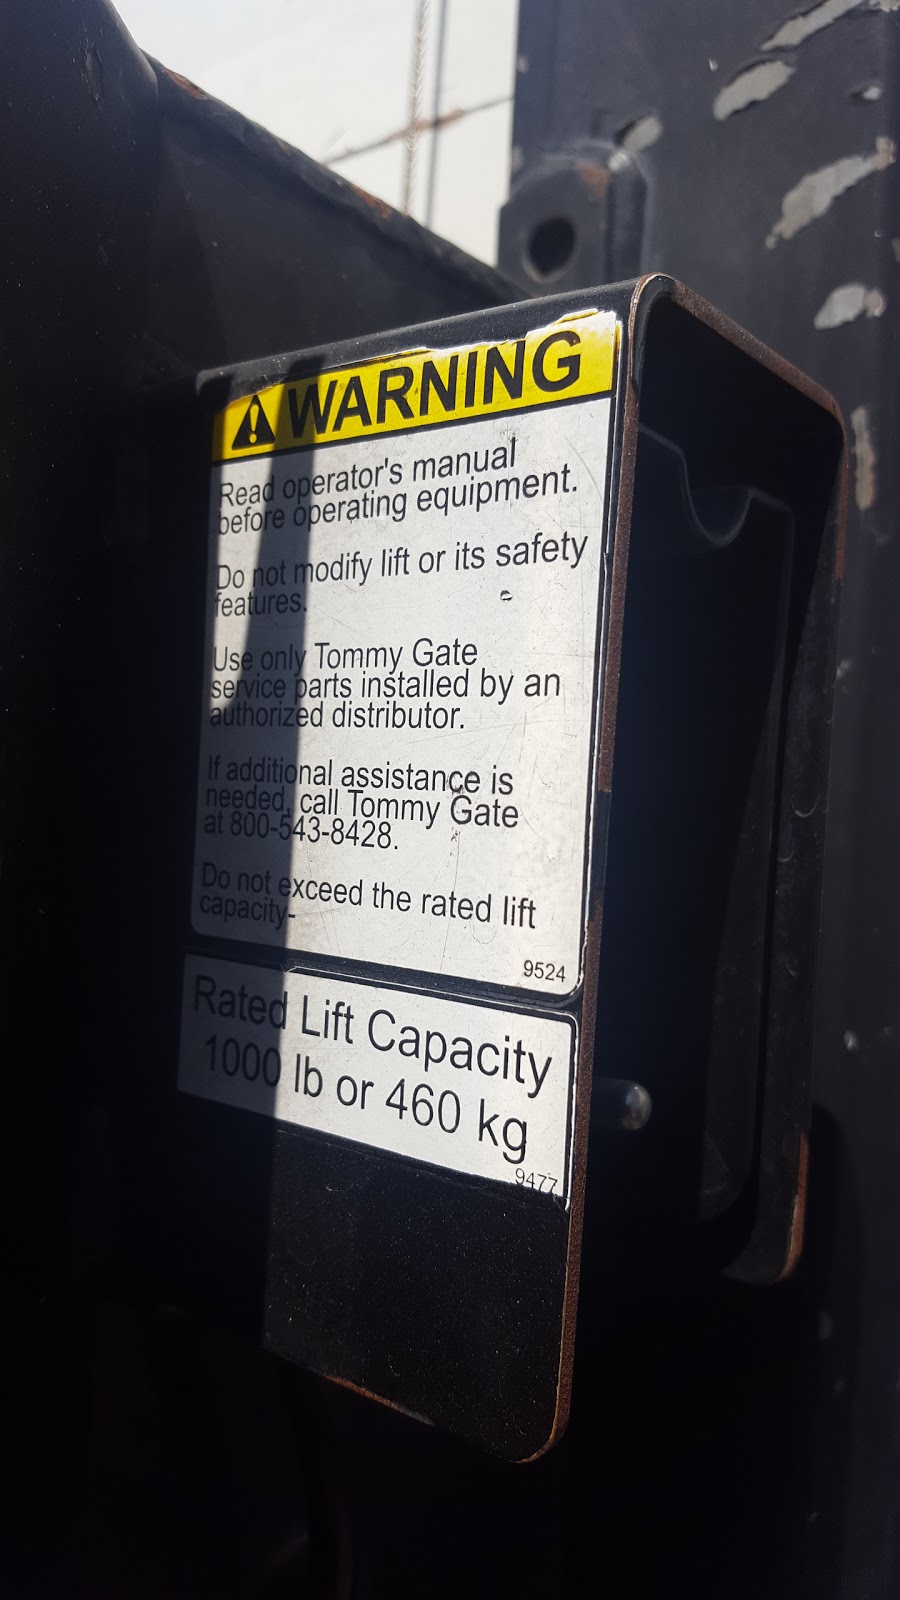 WARNING
Read operator's manual
before operating equipment.
Do not modify lift or its safety
features.
Use only Tommy Gate
service parts installed by an
authorized distributor.
If additional assistance is
needed, call Tommy Gate
at 800-543-8428.
Do not exceed the rated lift
capacity-
9524
Rated Lift Capacity
1000 lb or 460 kg
9477